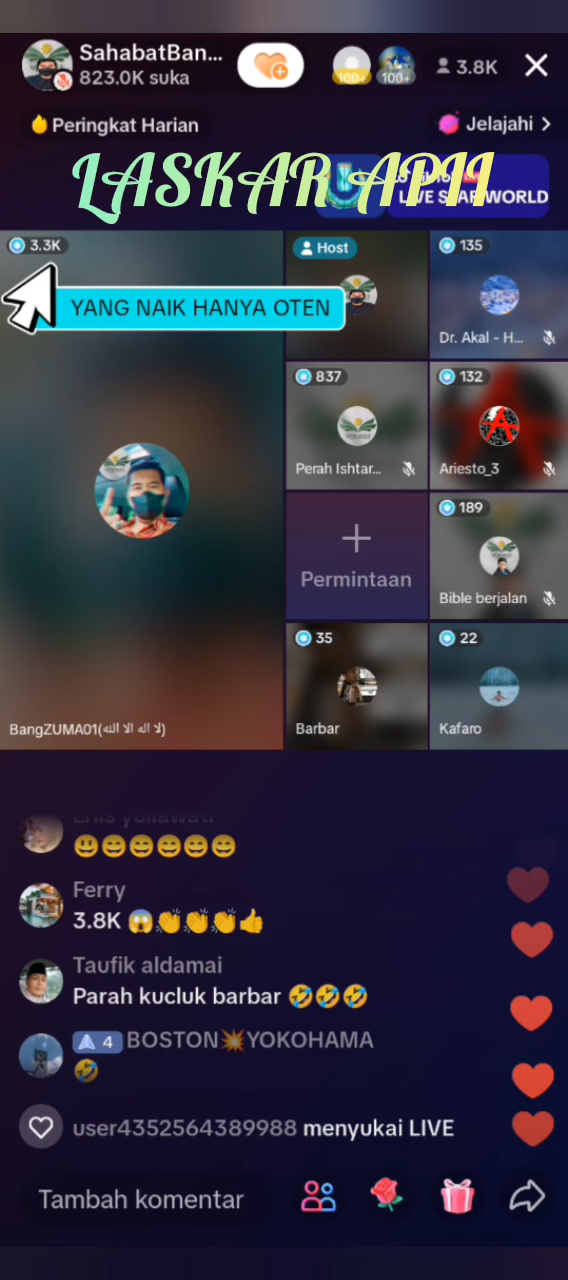 SahabatBan...
823.0K suka
100+
100+
3.8K
Peringkat Harian
Jelajahi >
LASKAR APII
LIVE STAR WORLD
3.3K
YANG NAIK HANYA OTEN
Host
135
Dr. Akal - H...
837
Perah Ishtar...
132
Ariesto_3
Permintaan
189
Bible berjalan
BangZUMA01(لا اله الا الله)
35
Barbar
22
Kafaro
Ferry
3.8K 😱👏👏👏👍
Taufik aldamai
Parah kucluk barbar 🤣🤣🤣
4 BOSTON💥YOKOHAMA
🤣
user4352564389988 menyukai LIVE
Tambah komentar